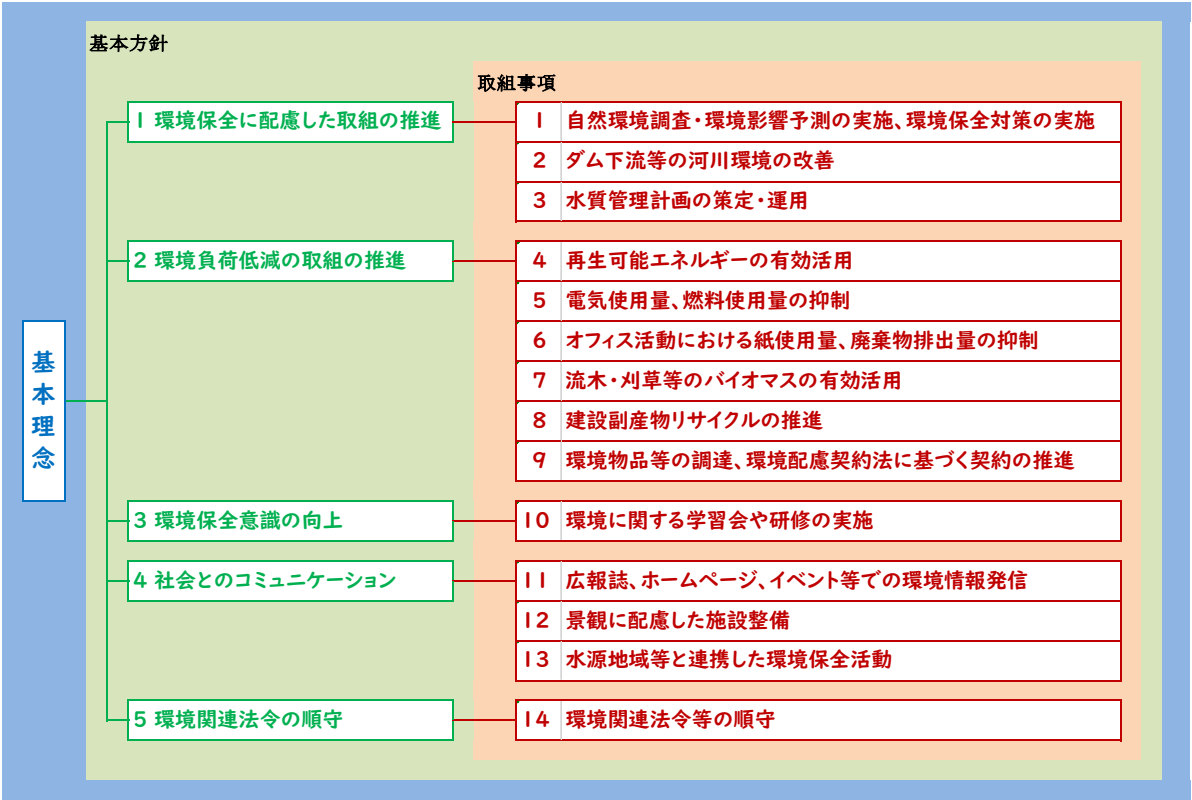 基本方針
取組事項
1 環境保全に配慮した取組の推進
1 自然環境調査・環境影響予測の実施、環境保全対策の実施
2 ダム下流等の河川環境の改善
3 水質管理計画の策定・運用
2 環境負荷低減の取組の推進
4 再生可能エネルギーの有効活用
5 電気使用量、燃料使用量の抑制
6 オフィス活動における紙使用量、廃棄物排出量の抑制
7 流木・刈草等のバイオマスの有効活用
8 建設副産物リサイクルの推進
9 環境物品等の調達、環境配慮契約法に基づく契約の推進
基本理念
3 環境保全意識の向上
10 環境に関する学習会や研修の実施
4 社会とのコミュニケーション
11 広報誌、ホームページ、イベント等での環境情報発信
12 景観に配慮した施設整備
13 水源地域等と連携した環境保全活動
5 環境関連法令の順守
14 環境関連法令等の順守